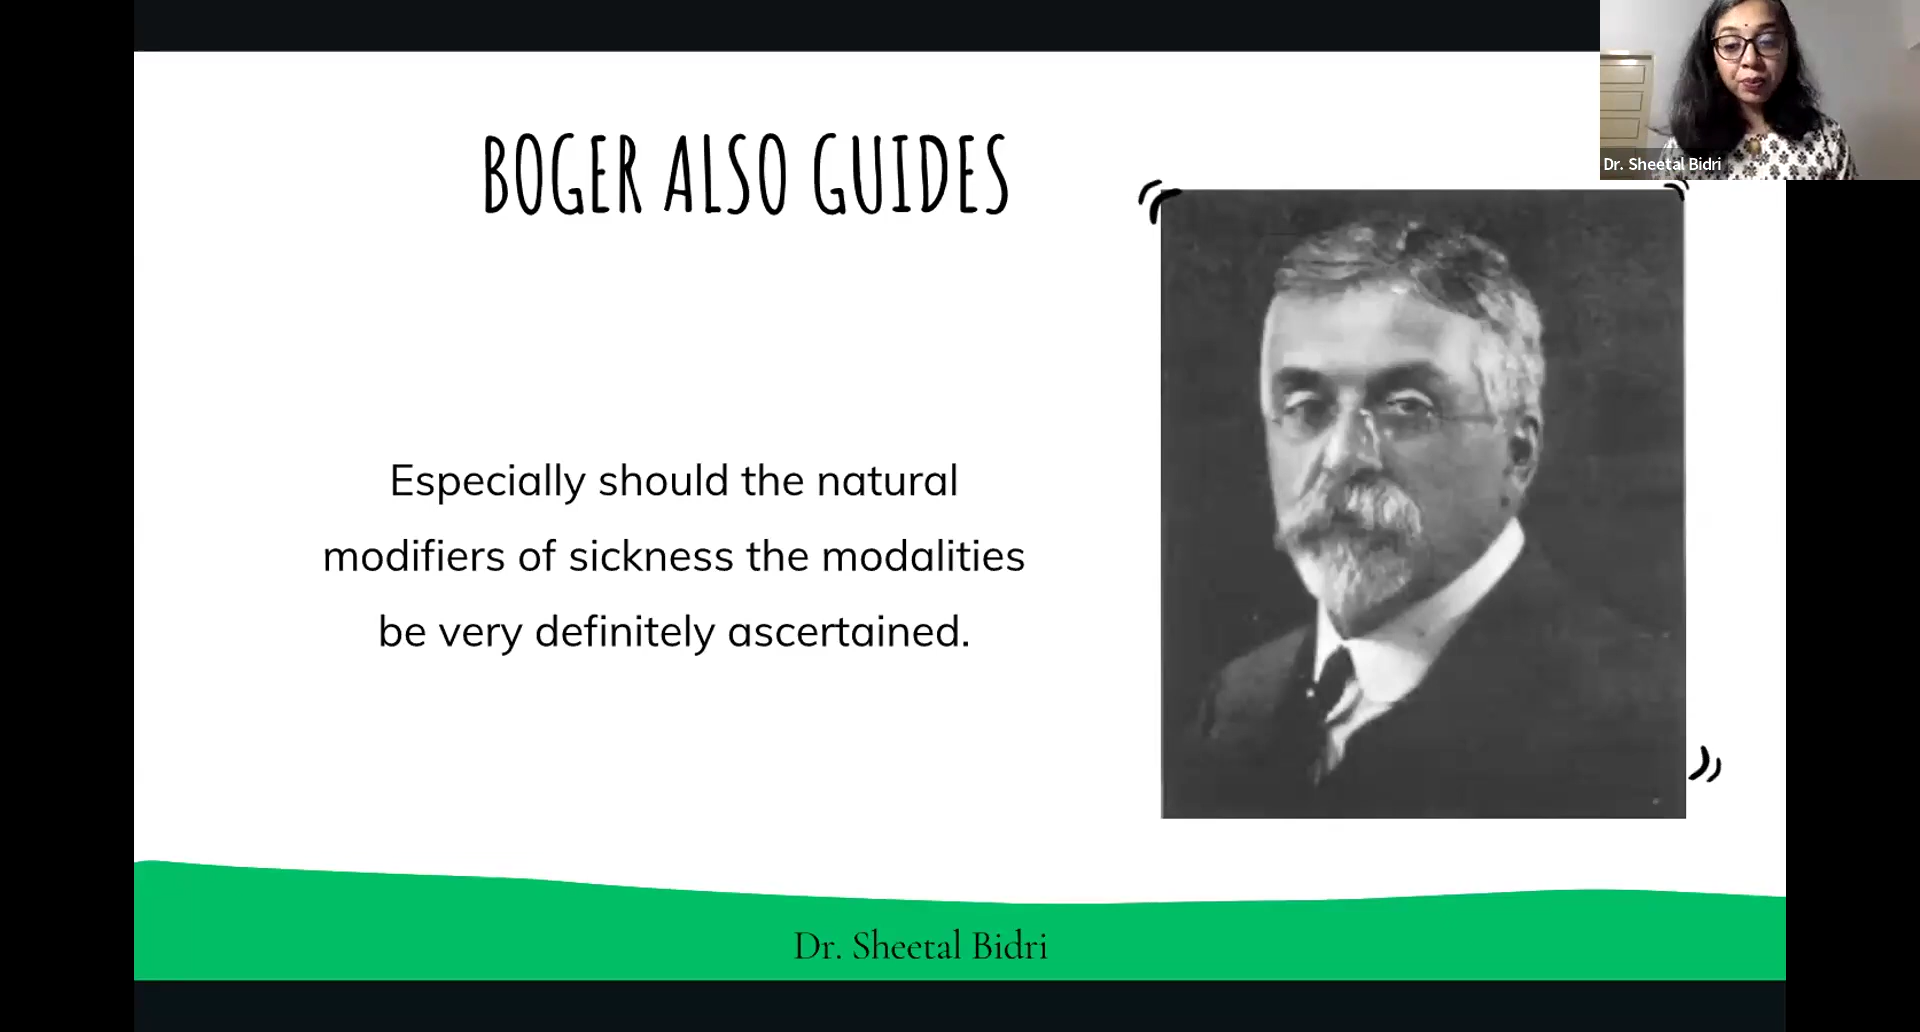 Dr. Sheetal Bidri
BOGER ALSO GUIDES
Especially should the natural
modifiers of sickness the modalities
be very definitely ascertained.
Dr. Sheetal Bidri